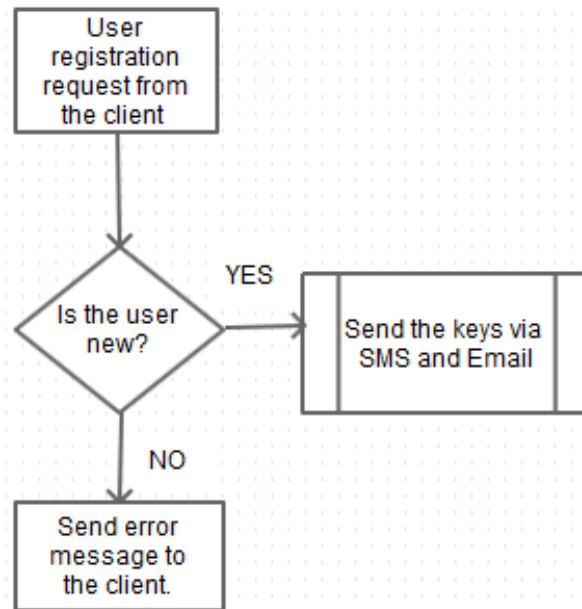 User
registration
request from
the client
YES
Is the user
new?
Send the keys via
SMS and Email
NO
Send error
message to
the client.